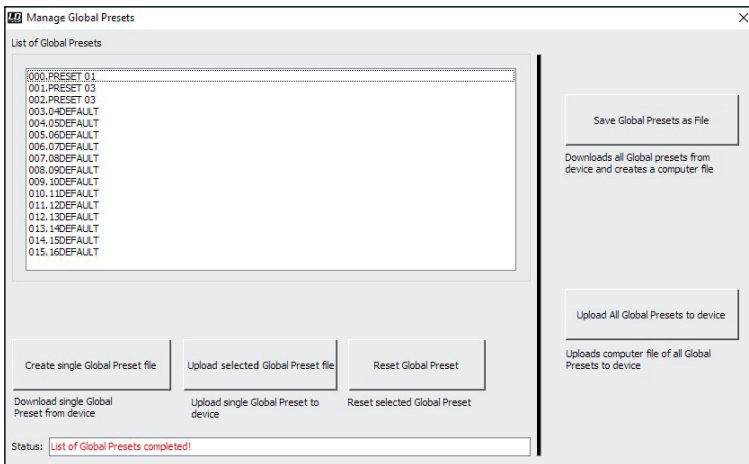 LD Manage Global Presets
List of Global Presets
000.PRESET 01
001.PRESET 03
002.PRESET 03
003.04DEFAULT
004.05DEFAULT
005.06DEFAULT
006.07DEFAULT
007.08DEFAULT
008.09DEFAULT
009.10DEFAULT
010.11DEFAULT
011.12DEFAULT
012.13DEFAULT
013.14DEFAULT
014.15DEFAULT
015.16DEFAULT
Save Global Presets as File
Downloads all Global presets from
device and creates a computer file
Upload All Global Presets to device
Uploads computer file of all Global
Presets to device
Create single Global Preset file
Download single Global
Preset from device
Upload selected Global Preset file
Upload single Global Preset to
device
Reset Global Preset
Reset selected Global Preset
Status: List of Global Presets completed!